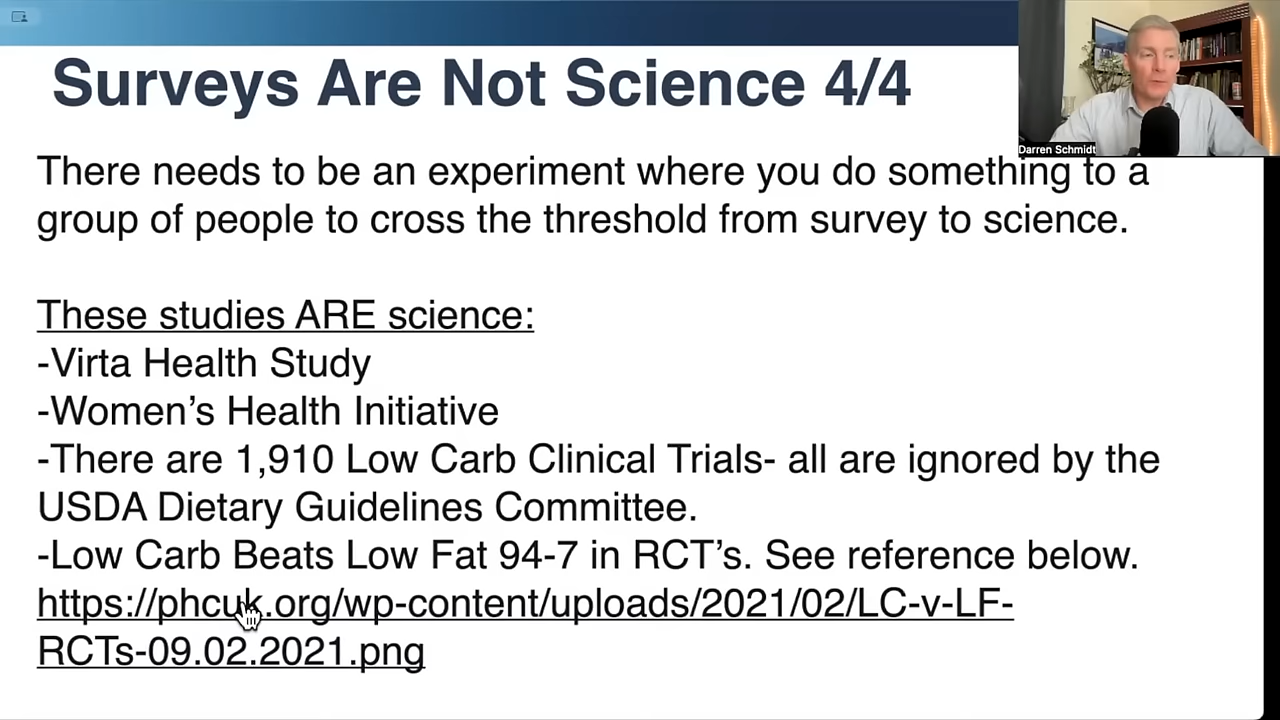 Surveys Are Not Science 4/4
Darren Schmidt
There needs to be an experiment where you do something to a
group of people to cross the threshold from survey to science.
These studies ARE science:
-Virta Health Study
-Women’s Health Initiative
-There are 1,910 Low Carb Clinical Trials- all are ignored by the
USDA Dietary Guidelines Committee.
-Low Carb Beats Low Fat 94-7 in RCT’s. See reference below.
https://phcuk.org/wp-content/uploads/2021/02/LC-v-LF-
RCTs-09.02.2021.png